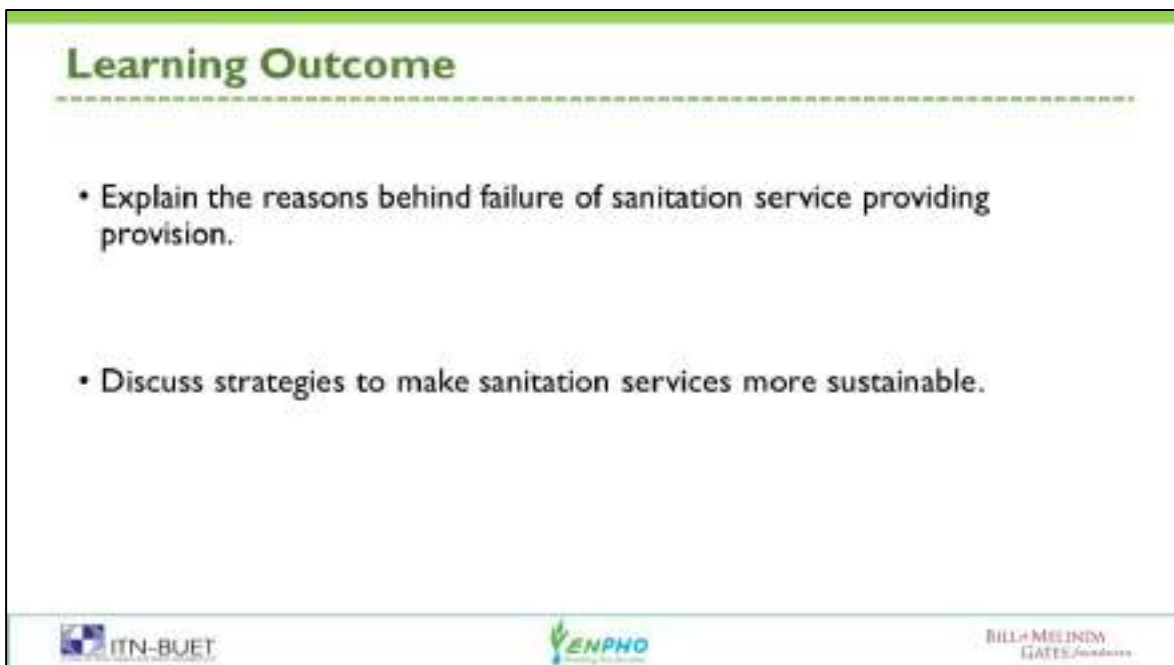 Learning Outcome
• Explain the reasons behind failure of sanitation service providing
provision.
• Discuss strategies to make sanitation services more sustainable.
ITN-BUET
ENPHO
BILL & MELINDA
GATES foundation